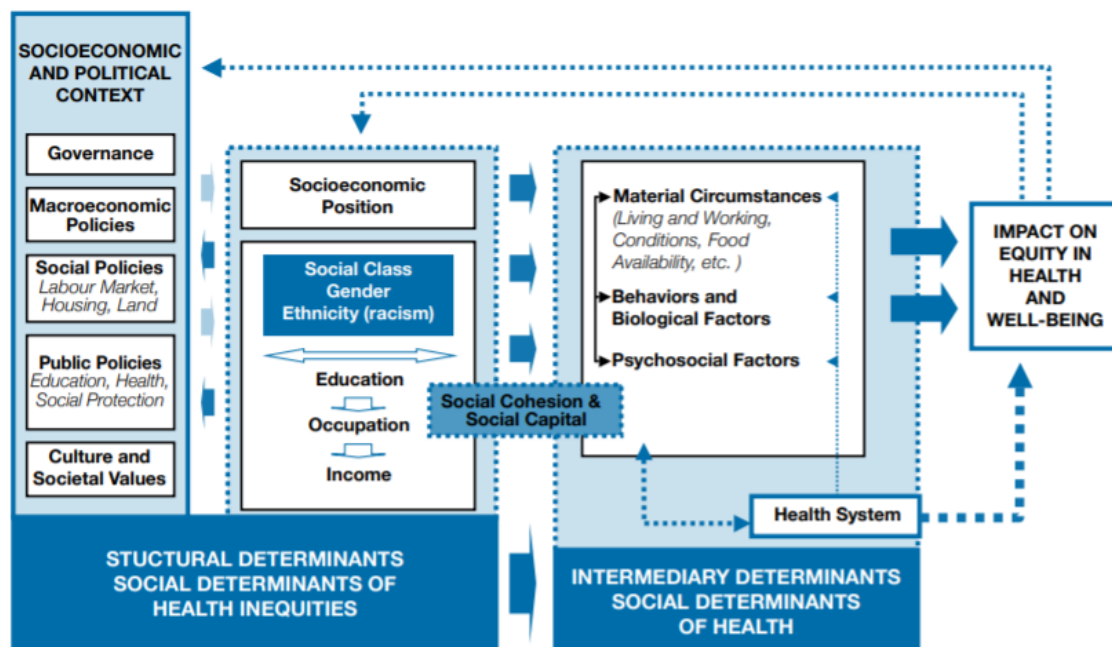 SOCIOECONOMIC
AND POLITICAL
CONTEXT
Governance
Macroeconomic
Policies
Social Policies
Labour Market,
Housing, Land
Public Policies
Education, Health,
Social Protection
Culture and
Societal Values
Socioeconomic
Position
Social Class
Gender
Ethnicity (racism)
Education
Occupation
Income
Social Cohesion &
Social Capital
Material Circumstances
(Living and Working,
Conditions, Food
Availability, etc. )
Behaviors and
Biological Factors
Psychosocial Factors
Health System
IMPACT ON
EQUITY IN
HEALTH
AND
WELL-BEING
STUCTURAL DETERMINANTS
SOCIAL DETERMINANTS OF
HEALTH INEQUITIES
INTERMEDIARY DETERMINANTS
SOCIAL DETERMINANTS
OF HEALTH